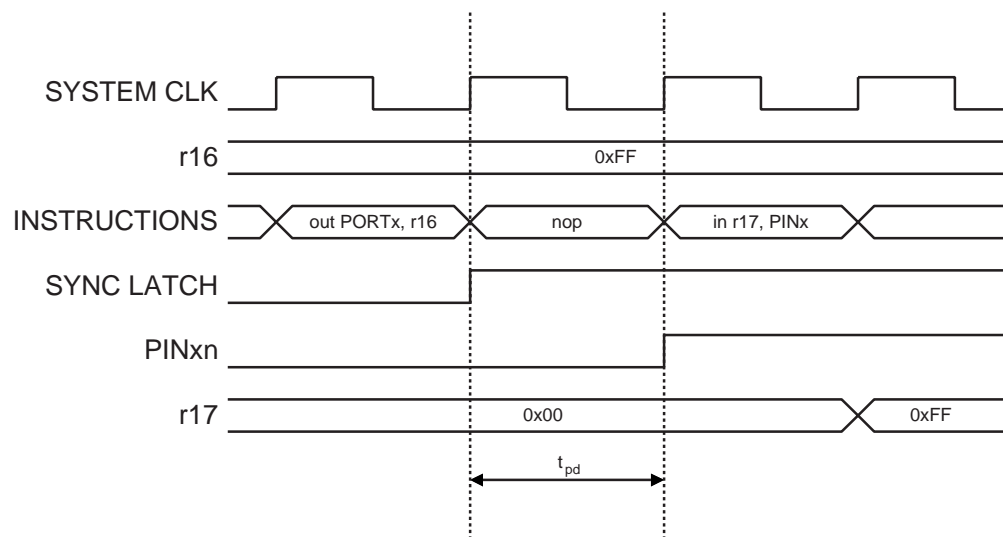 SYSTEM CLK
r16
0xFF
INSTRUCTIONS
out PORTx, r16
nop
in r17, PINx
SYNC LATCH
PINxn
r17
0x00
0xFF
tpd